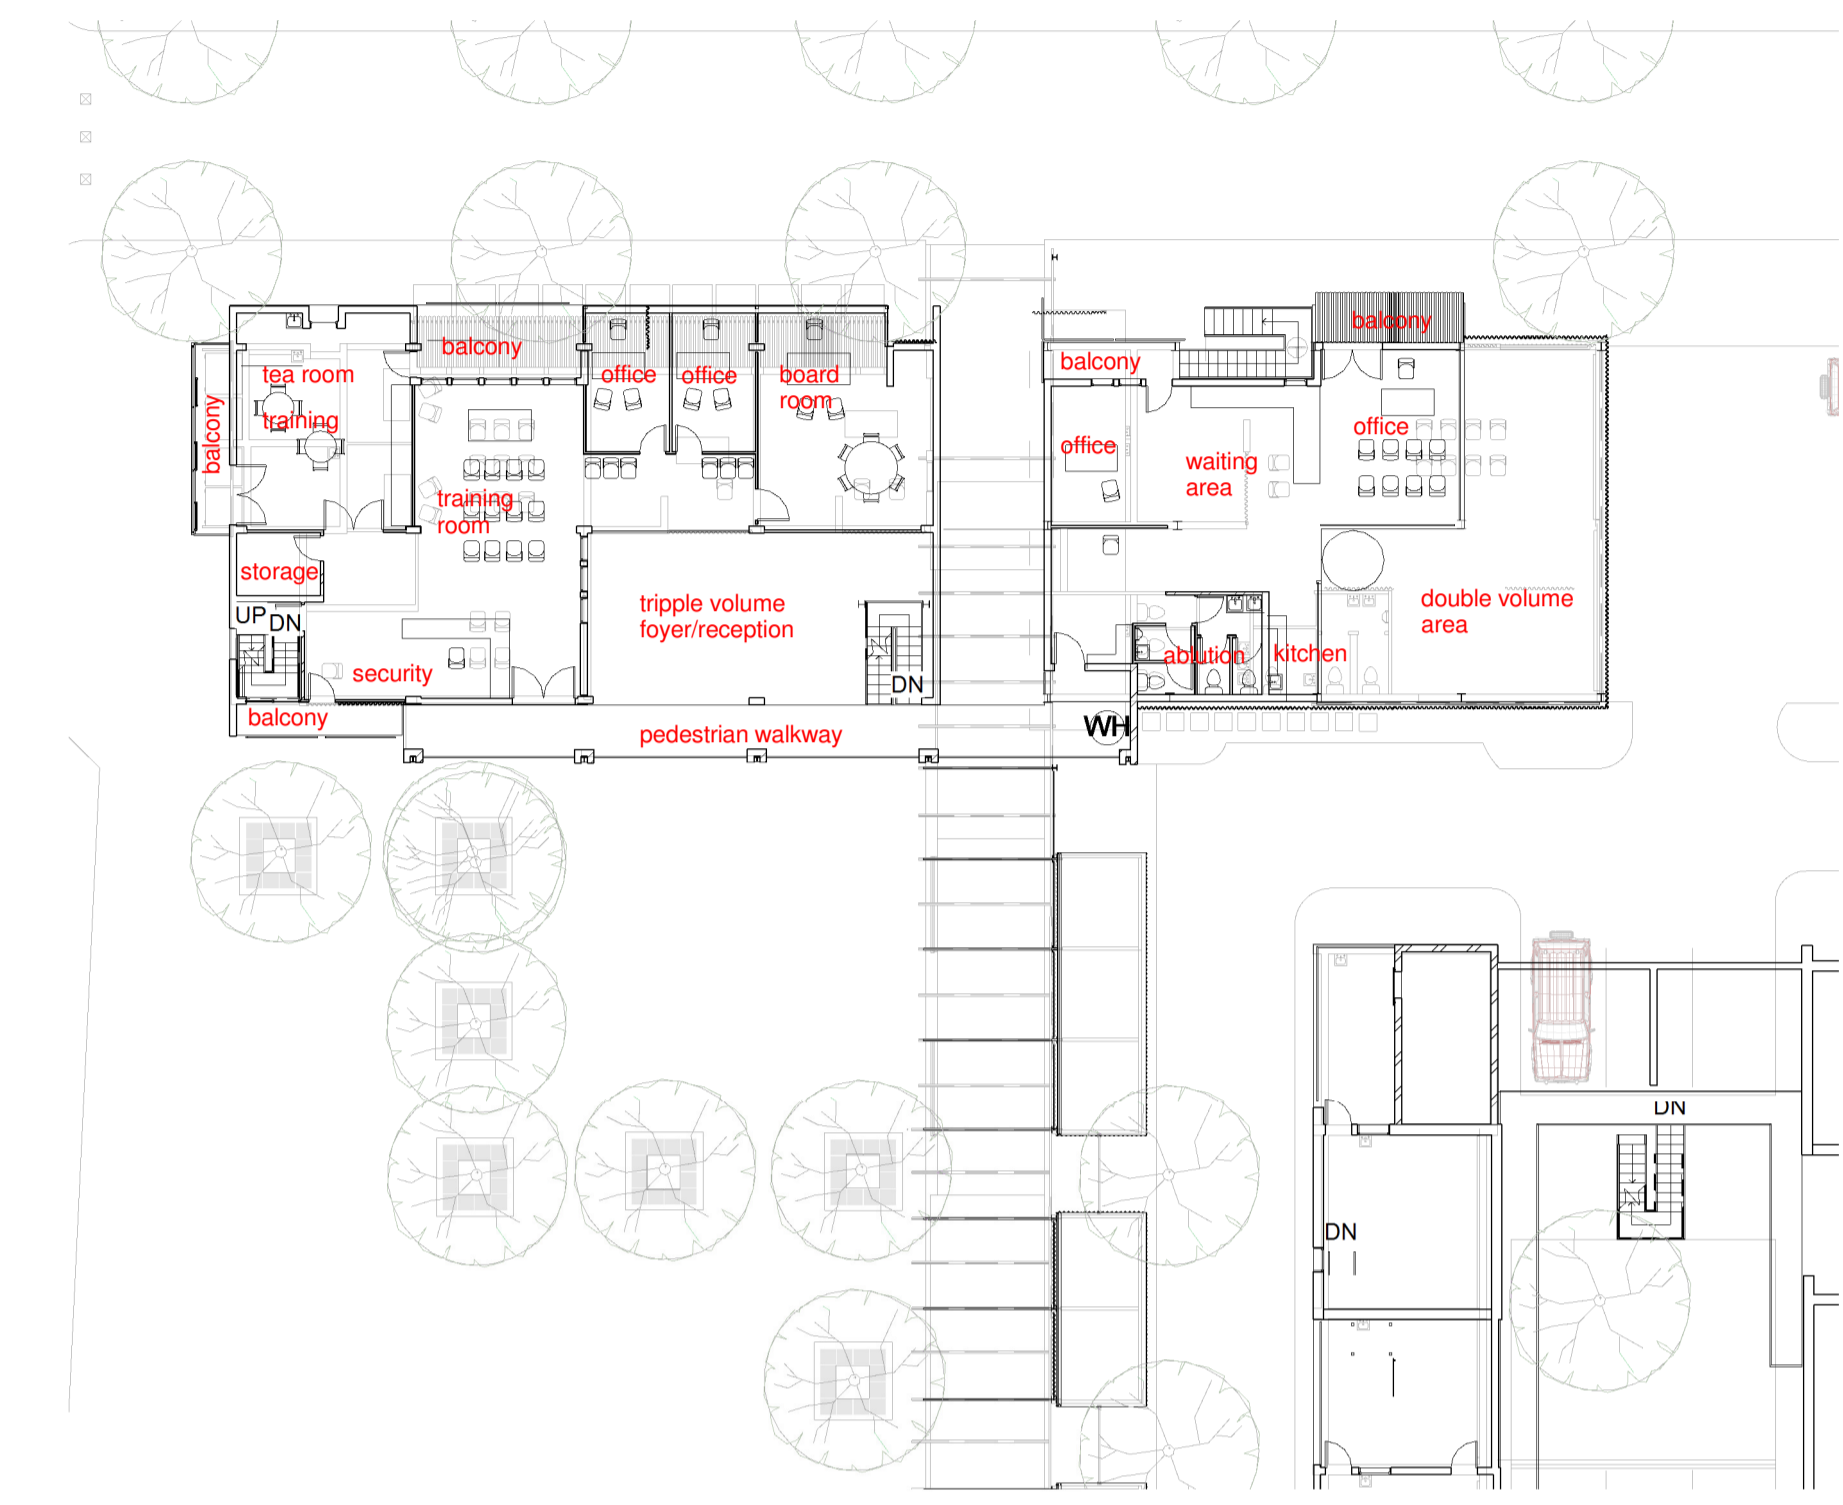 balcony
balcony
tea room
training
balcony
office
office
board
room
balcony
office
waiting
area
office
training
room
storage
UP
DN
security
balcony
tripple volume
foyer/reception
DN
pedestrian walkway
WH
ablution
kitchen
double volume
area
balcony
DN
DN